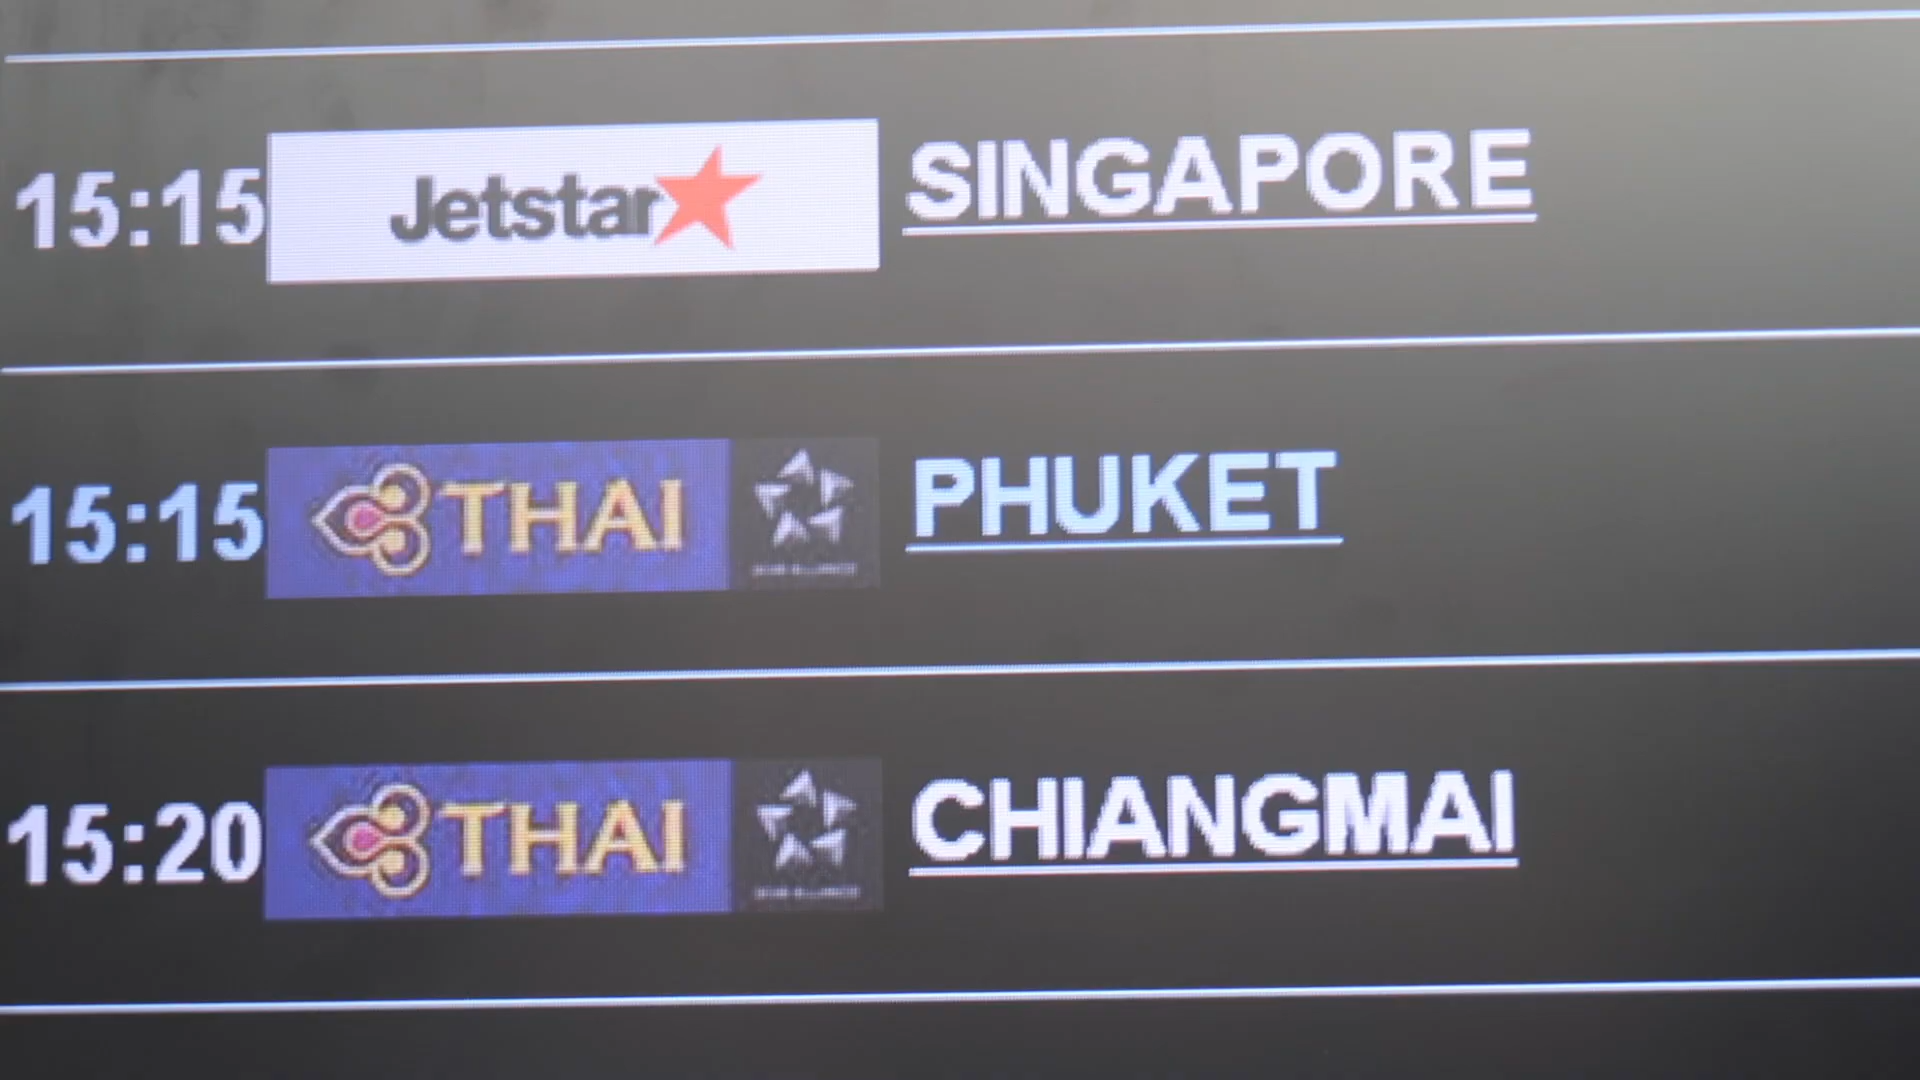 15:15 Jetstar SINGAPORE
15:15 THAI PHUKET
15:20 THAI CHIANGMAI